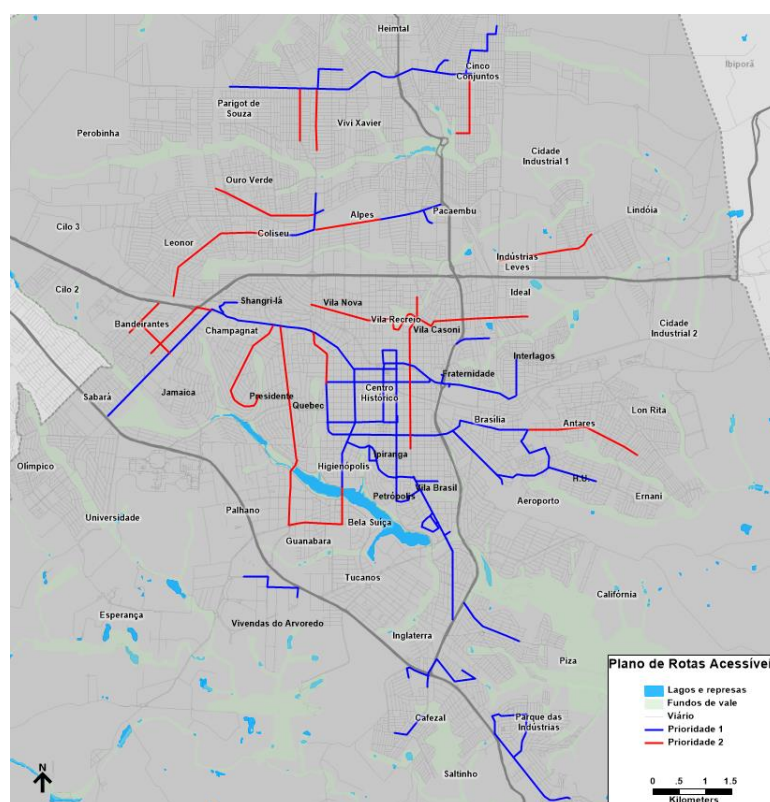 Heimtal
Cinco
Conjuntos
Ibiporã
Parigot de
Souza
Vivi Xavier
Perobinha
Cidade
Industrial 1
Ouro Verde
Lindóia
Alpes
Pacaembu
Cilo 3
Coliseu
Leonor
Indústrias
Leves
Cilo 2
Ideal
Shangri-lá
Vila Nova
Bandeirantes
Champagnat
Vila Recreio
Vila Casoni
Cidade
Industrial 2
Interlagos
Fraternidade
Centro
Histórico
Sabará
Jamaica
Presidente
Quebec
Lon Rita
Brasília
Antares
Ipiranga
Olímpico
Higienópolis
R.U.
Vila Brasil
Petrópolis
Ernani
Aeroporto
Palhano
Universidade
Bela Suíça
Guanabara
Tucanos
Califórnia
Esperança
Vivendas do Arvoredo
Inglaterra
Piza
Cafezal
Parque das
Indústrias
Saltinho
Plano de Rotas Acessívei
Lagos e represas
Fundos de vale
Viário
Prioridade 1
Prioridade 2
N
0 .5 1 1.5
Kilometers